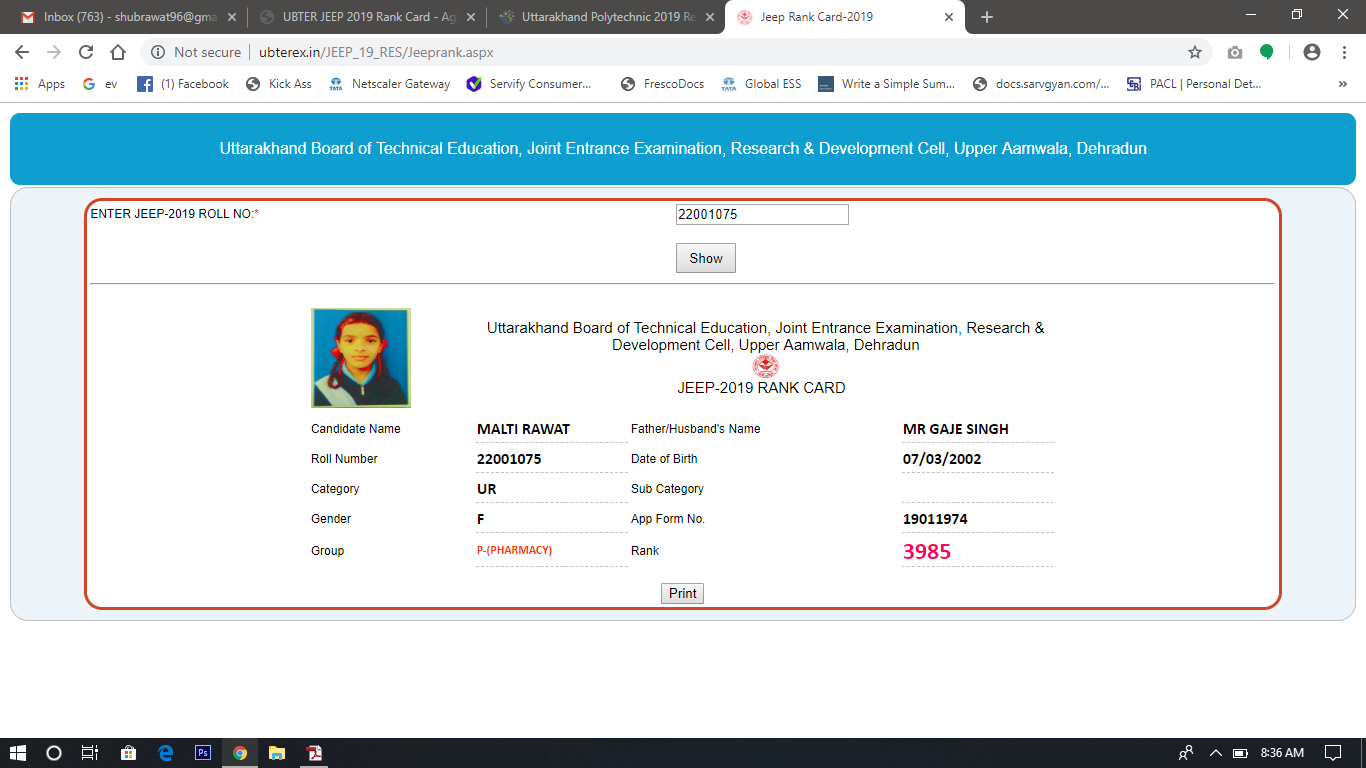 Inbox (763) - shubrawat96@gma
UBTER JEEP 2019 Rank Card - Ag
Uttarakhand Polytechnic 2019 Re
Jeep Rank Card-2019
Not secure ubterex.in/JEEP_19_RES/Jeeprank.aspx
Apps ev (1) Facebook Kick Ass TATA Netscaler Gateway Servify Consumer... FrescoDocs TATA Global ESS Write a Simple Sum... docs.sarvgyan.com/... PACL | Personal Det... »
Uttarakhand Board of Technical Education, Joint Entrance Examination, Research & Development Cell, Upper Aamwala, Dehradun
ENTER JEEP-2019 ROLL NO:* 22001075
Show
Uttarakhand Board of Technical Education, Joint Entrance Examination, Research &
Development Cell, Upper Aamwala, Dehradun
JEEP-2019 RANK CARD
Candidate Name MALTI RAWAT Father/Husband's Name MR GAJE SINGH
Roll Number 22001075 Date of Birth 07/03/2002
Category UR Sub Category
Gender F App Form No. 19011974
Group P-(PHARMACY) Rank 3985
Print
Ps 8:36 AM